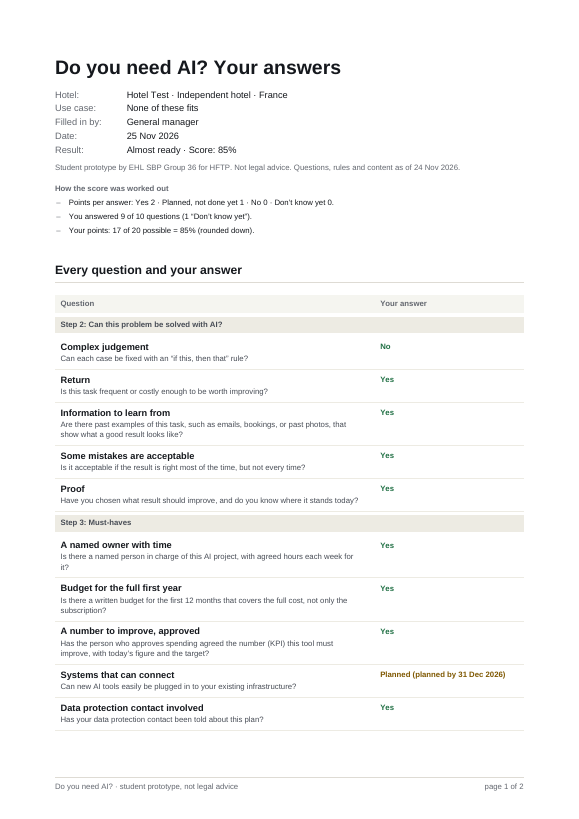 Do you need AI? Your answers
Hotel: Hotel Test · Independent hotel · France
Use case: None of these fits
Filled in by: General manager
Date: 25 Nov 2026
Result: Almost ready · Score: 85%
Student prototype by EHL SBP Group 36 for HFTP. Not legal advice. Questions, rules and content as of 24 Nov 2026.
How the score was worked out
– Points per answer: Yes 2 · Planned, not done yet 1 · No 0 · Don't know yet 0.
– You answered 9 of 10 questions (1 “Don't know yet”).
– Your points: 17 of 20 possible = 85% (rounded down).
Every question and your answer
Question Your answer
Step 2: Can this problem be solved with AI?
Complex judgement No
Can each case be fixed with an “if this, then that” rule?
Return Yes
Is this task frequent or costly enough to be worth improving?
Information to learn from Yes
Are there past examples of this task, such as emails, bookings, or past photos, that
show what a good result looks like?
Some mistakes are acceptable Yes
Is it acceptable if the result is right most of the time, but not every time?
Proof Yes
Have you chosen what result should improve, and do you know where it stands today?
Step 3: Must-haves
A named owner with time Yes
Is there a named person in charge of this AI project, with agreed hours each week for
it?
Budget for the full first year Yes
Is there a written budget for the first 12 months that covers the full cost, not only the
subscription?
A number to improve, approved Yes
Has the person who approves spending agreed the number (KPI) this tool must
improve, with today's figure and the target?
Systems that can connect Planned (planned by 31 Dec 2026)
Can new AI tools easily be plugged in to your existing infrastructure?
Data protection contact involved Yes
Has your data protection contact been told about this plan?
Do you need AI? · student prototype, not legal advice page 1 of 2